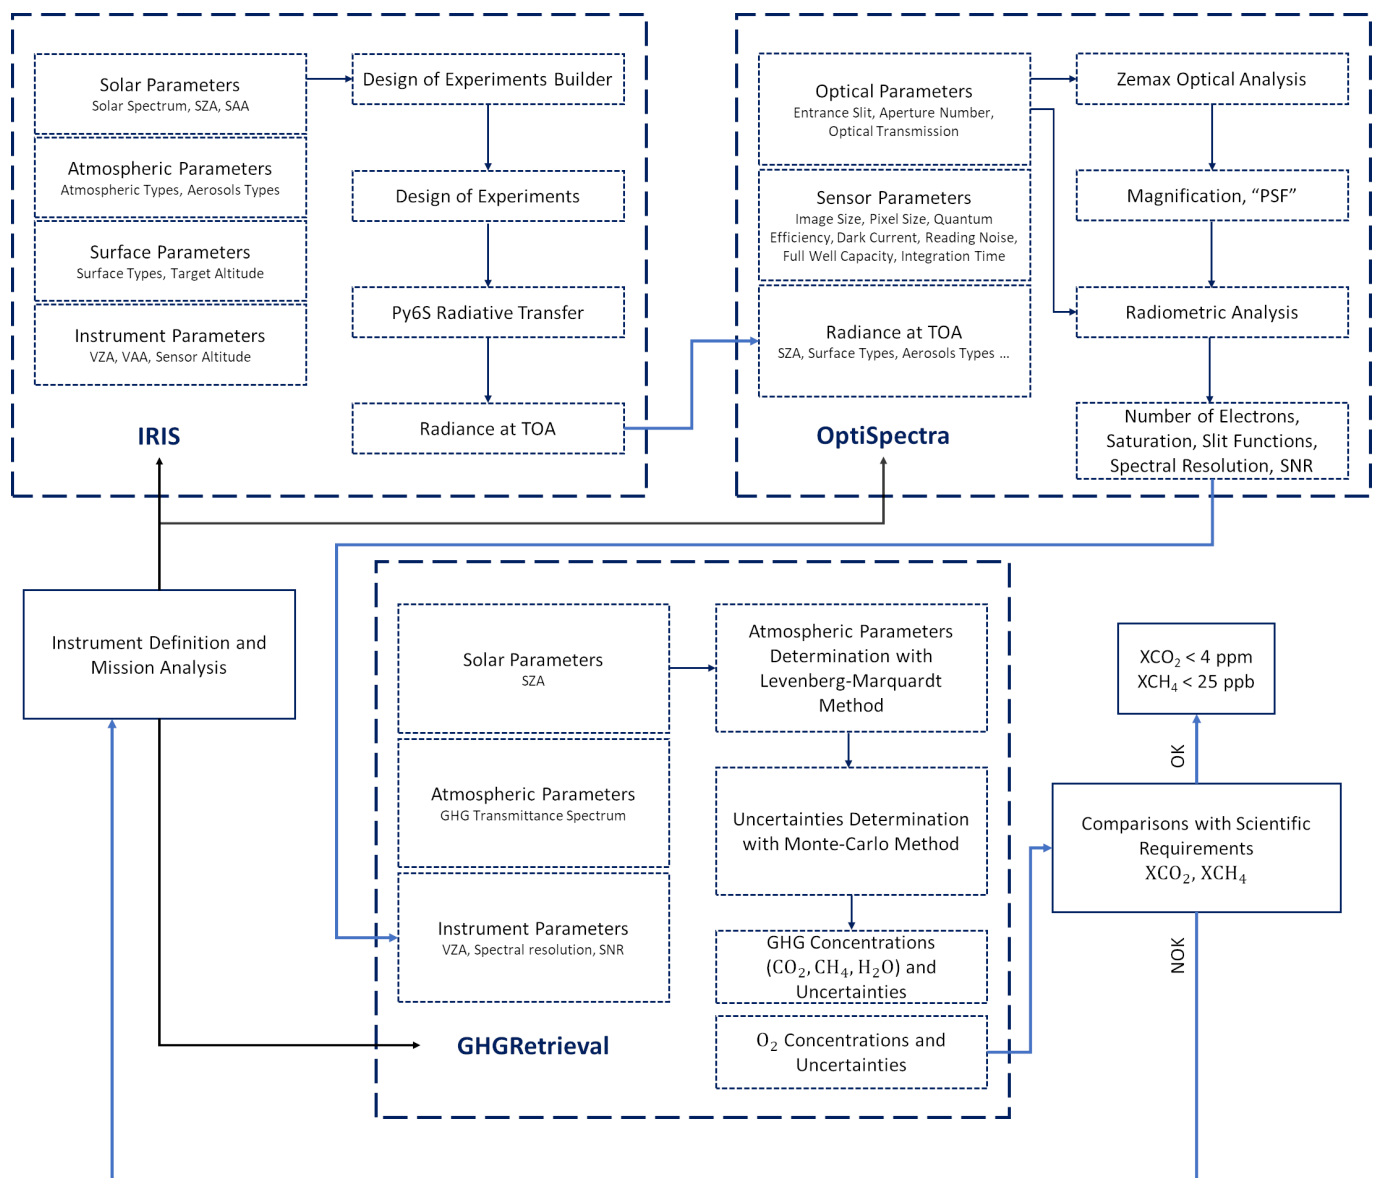 Solar Parameters
Solar Spectrum, SZA, SAA
Atmospheric Parameters
Atmospheric Types, Aerosols Types
Surface Parameters
Surface Types, Target Altitude
Instrument Parameters
VZA, VAA, Sensor Altitude
Design of Experiments Builder
Design of Experiments
Py6S Radiative Transfer
Radiance at TOA
IRIS
Optical Parameters
Entrance Slit, Aperture Number,
Optical Transmission
Sensor Parameters
Image Size, Pixel Size, Quantum
Efficiency, Dark Current, Reading Noise,
Full Well Capacity, Integration Time
Radiance at TOA
SZA, Surface Types, Aerosols Types ...
Zemax Optical Analysis
Magnification, “PSF”
Radiometric Analysis
Number of Electrons,
Saturation, Slit Functions,
Spectral Resolution, SNR
OptiSpectra
Instrument Definition and
Mission Analysis
Solar Parameters
SZA
Atmospheric Parameters
GHG Transmittance Spectrum
Instrument Parameters
VZA, Spectral resolution, SNR
Atmospheric Parameters
Determination with
Levenberg-Marquardt
Method
Uncertainties Determination
with Monte-Carlo Method
GHG Concentrations
(CO₂, CH₄, H₂O) and
Uncertainties
O₂ Concentrations and
Uncertainties
GHGRetrieval
XCO₂ < 4 ppm
XCH₄ < 25 ppb
OK
Comparisons with Scientific
Requirements
XCO₂, XCH₄
NOK